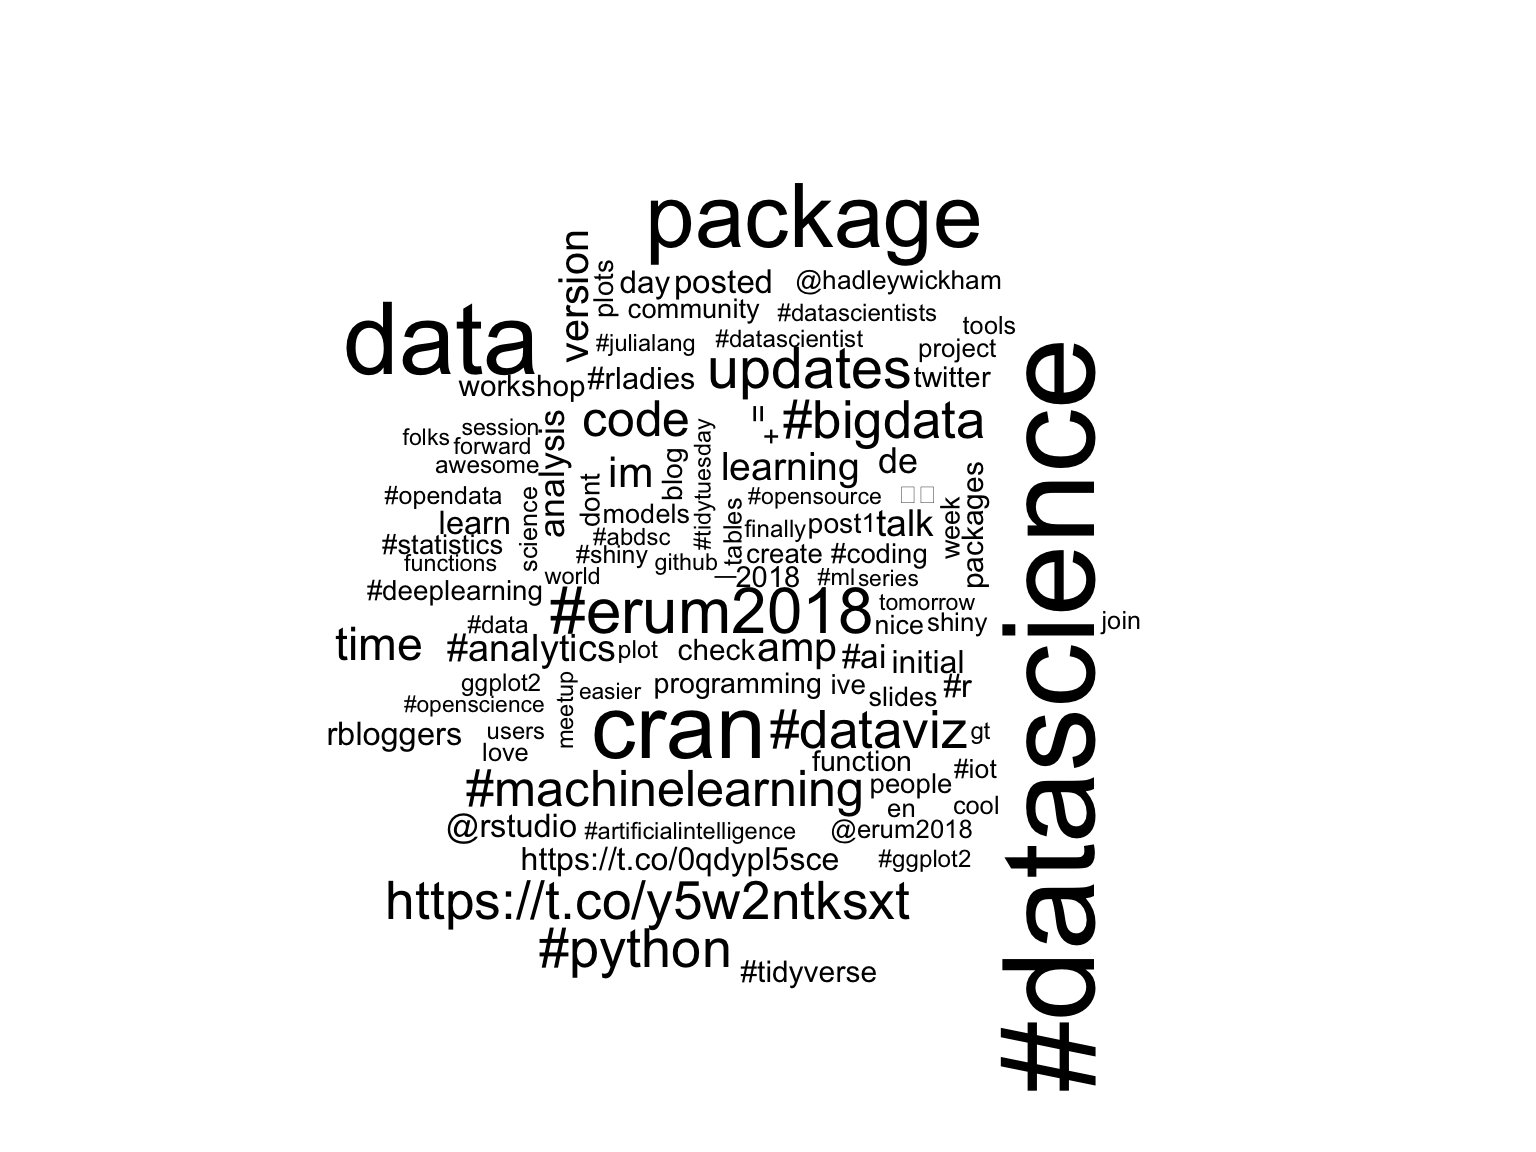 package
version
plots
day
posted
@hadleywickham
community
#datascientists
data
tools
#julialang
#datascientist
project
updates
workshop
#rladies
twitter
code
"
+
#bigdata
folks
session
forward
awesome
analysis
im
blog
#tidytuesday
learning
de
#opendata
dont
models
#opensource
packages
week
learn
science
#abdsc
tables
finally
post1
talk
#statistics
functions
#shiny
github
create
#coding
world
—
2018
#ml
series
#deeplearning
#erum2018
tomorrow
#data
nice
shiny
join
time
#analytics
plot
check
amp
#ai
initial
ggplot2
#openscience
meetup
easier
programming
ive
slides
#r
rbloggers
users
love
cran
#dataviz
gt
function
#iot
#machinelearning
people
en
cool
@rstudio
#artificialintelligence
@erum2018
https://t.co/0qdypl5sce
#ggplot2
https://t.co/y5w2ntksxt
#python
#tidyverse
#datascience